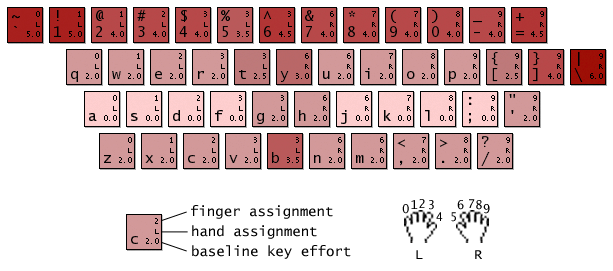 ~ 0 ! 1 @ 1 # 2 $ 3 % 3 ^ 3 & 6 * 7 ( 7 ) 8 _ 9 + 9
L L L L L L L R R R R R R
` 5.0 1 5.0 2 4.0 3 4.0 4 4.0 5 3.5 6 4.5 7 4.0 8 4.0 9 4.0 0 4.0 - 4.0 = 4.5
0 1 2 3 3 6 6 7 8 9 { 9 } 9 | 9
L L L L L R R R R R R R R
q 2.0 w 2.0 e 2.0 r 2.0 t 2.5 y 3.0 u 2.0 i 2.0 o 2.0 p 2.0 [ 2.5 ] 4.0 \ 6.0
0 1 2 3 3 6 6 7 8 : 9 " 9
L L L L L R R R R R R
a 0.0 s 0.0 d 0.0 f 0.0 g 2.0 h 2.0 j 0.0 k 0.0 l 0.0 ; 0.0 ' 2.0
0 1 2 3 3 6 6 < 7 > 8 ? 9
L L L L L R R R R R
z 2.0 x 2.0 c 2.0 v 2.0 b 3.5 n 2.0 m 2.0 , 2.0 . 2.0 / 2.0
2
L
c 2.0
finger assignment
hand assignment
baseline key effort
0 1 2 3 4 5 6 7 8 9
L R